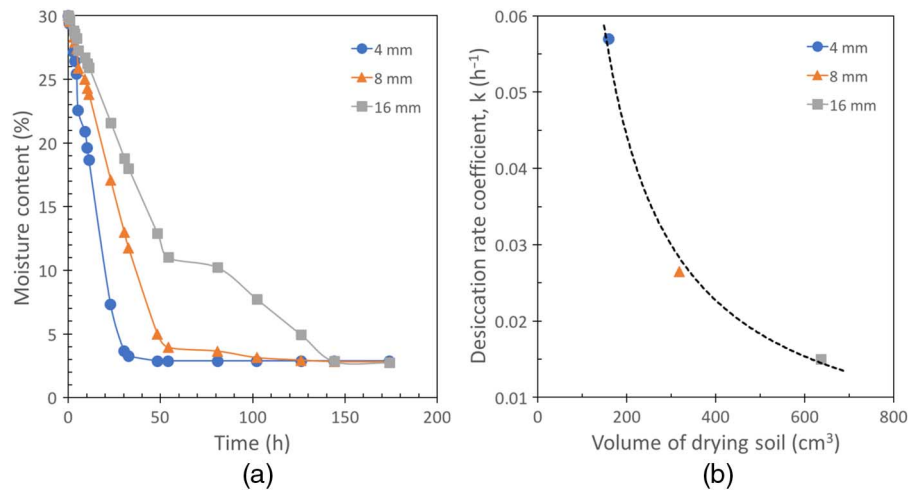 30
25
20
15
10
5
0
Moisture content (%)
4 mm
8 mm
16 mm
0 50 100 150 200
Time (h)
(a)
0.06
0.05
0.04
0.03
0.02
0.01
Desiccation rate coefficient, k (h⁻¹)
4 mm
8 mm
16 mm
0 200 400 600 800
Volume of drying soil (cm³)
(b)